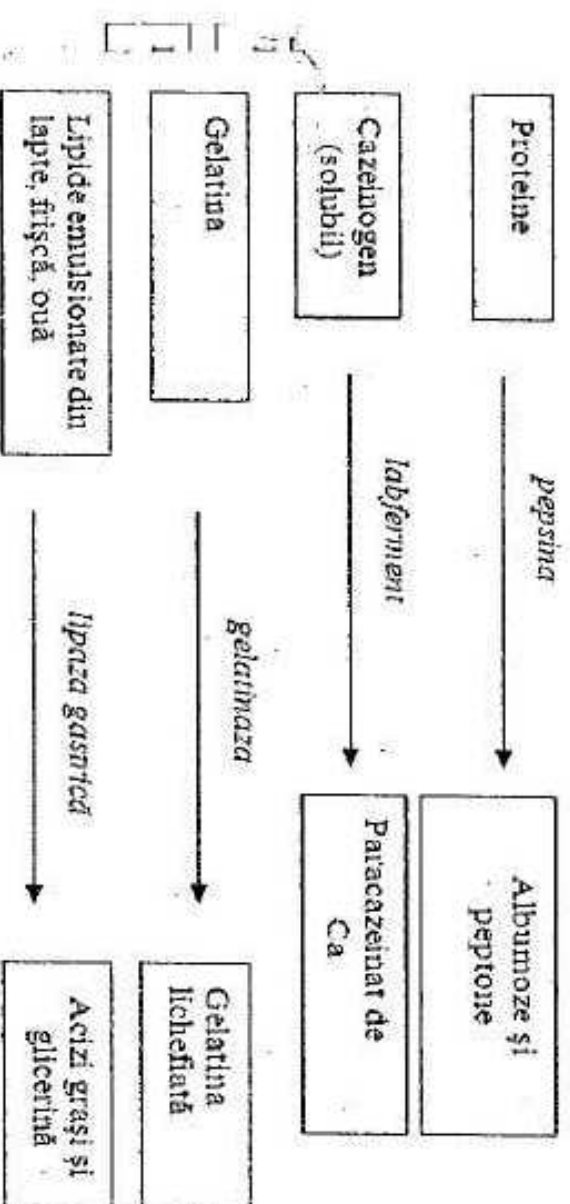 Proteine
pepsina
Albumoze și
peptone
Cazeinogen
(solubil)
labferment
Paracazeinat de
Ca
Gelatina
gelatinaza
Gelatina
lichefiată
Lipide emulsionate din
lapte, frișcă, ouă
lipaza gastrică
Acizi grași și
glicerină